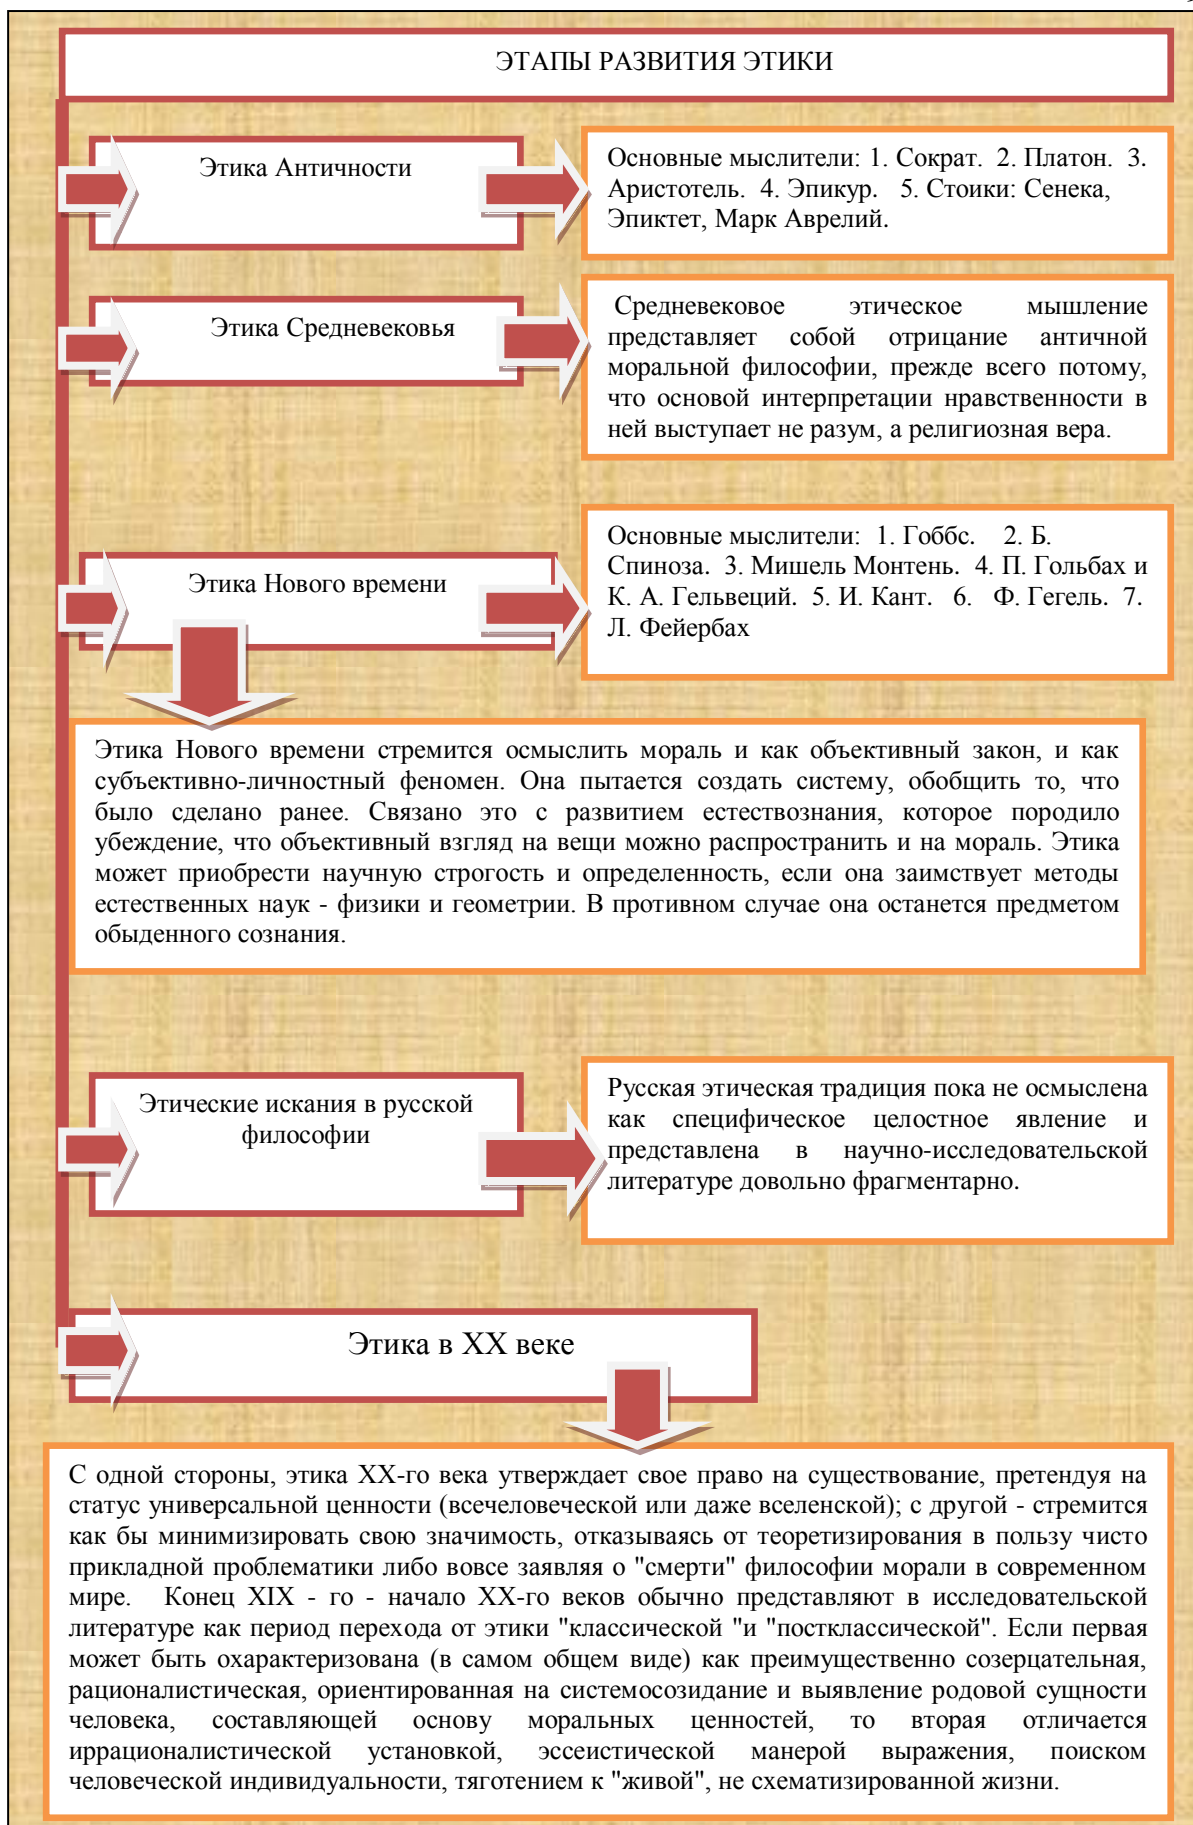 ЭТАПЫ РАЗВИТИЯ ЭТИКИ
Этика Античности
Основные мыслители: 1. Сократ. 2. Платон. 3.
Аристотель. 4. Эпикур. 5. Стоики: Сенека,
Эпиктет, Марк Аврелий.
Этика Средневековья
Средневековое этическое мышление
представляет собой отрицание античной
моральной философии, прежде всего потому,
что основой интерпретации нравственности в
ней выступает не разум, а религиозная вера.
Этика Нового времени
Основные мыслители: 1. Гоббс. 2. Б.
Спиноза. 3. Мишель Монтень. 4. П. Гольбах и
К. А. Гельвеций. 5. И. Кант. 6. Ф. Гегель. 7.
Л. Фейербах
Этика Нового времени стремится осмыслить мораль и как объективный закон, и как
субъективно-личностный феномен. Она пытается создать систему, обобщить то, что
было сделано ранее. Связано это с развитием естествознания, которое породило
убеждение, что объективный взгляд на вещи можно распространить и на мораль. Этика
может приобрести научную строгость и определенность, если она заимствует методы
естественных наук - физики и геометрии. В противном случае она останется предметом
обыденного сознания.
Этические искания в русской
философии
Русская этическая традиция пока не осмыслена
как специфическое целостное явление и
представлена в научно-исследовательской
литературе довольно фрагментарно.
Этика в XX веке
С одной стороны, этика XX-го века утверждает свое право на существование, претендуя на
статус универсальной ценности (всечеловеческой или даже вселенской); с другой - стремится
как бы минимизировать свою значимость, отказываясь от теоретизирования в пользу чисто
прикладной проблематики либо вовсе заявляя о "смерти" философии морали в современном
мире. Конец XIX - го - начало XX-го веков обычно представляют в исследовательской
литературе как период перехода от этики "классической "и "постклассической". Если первая
может быть охарактеризована (в самом общем виде) как преимущественно созерцательная,
рационалистическая, ориентированная на системосозидание и выявление родовой сущности
человека, составляющей основу моральных ценностей, то вторая отличается
иррационалистической установкой, эссеистической манерой выражения, поиском
человеческой индивидуальности, тяготением к "живой", не схематизированной жизни.